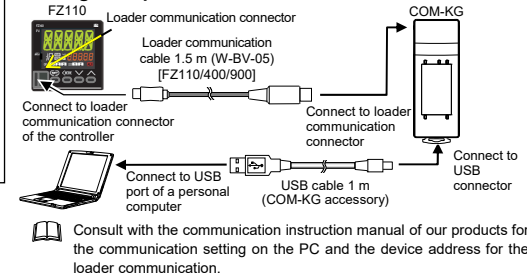 FZ110
COM-KG
Loader communication connector
Loader communication
cable 1.5 m (W-BV-05)
[FZ110/400/900]
Connect to loader
communication connector
of the controller
Connect to loader
communication
connector
Connect to
USB
connector
Connect to USB
port of a personal
computer
USB cable 1 m
(COM-KG accessory)
Consult with the communication instruction manual of our products for
the communication setting on the PC and the device address for the
loader communication.